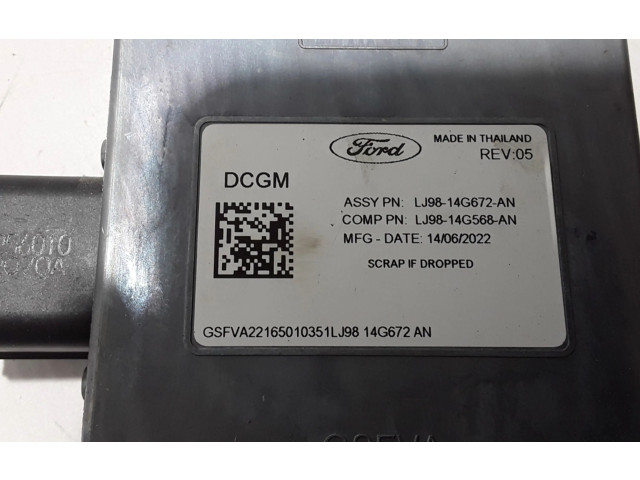 Ford
MADE IN THAILAND
REV:05
DCGM
ASSY PN: LJ98-14G672-AN
COMP PN: LJ98-14G568-AN
MFG - DATE: 14/06/2022
SCRAP IF DROPPED
GSFVA22165010351LJ98 14G672 AN